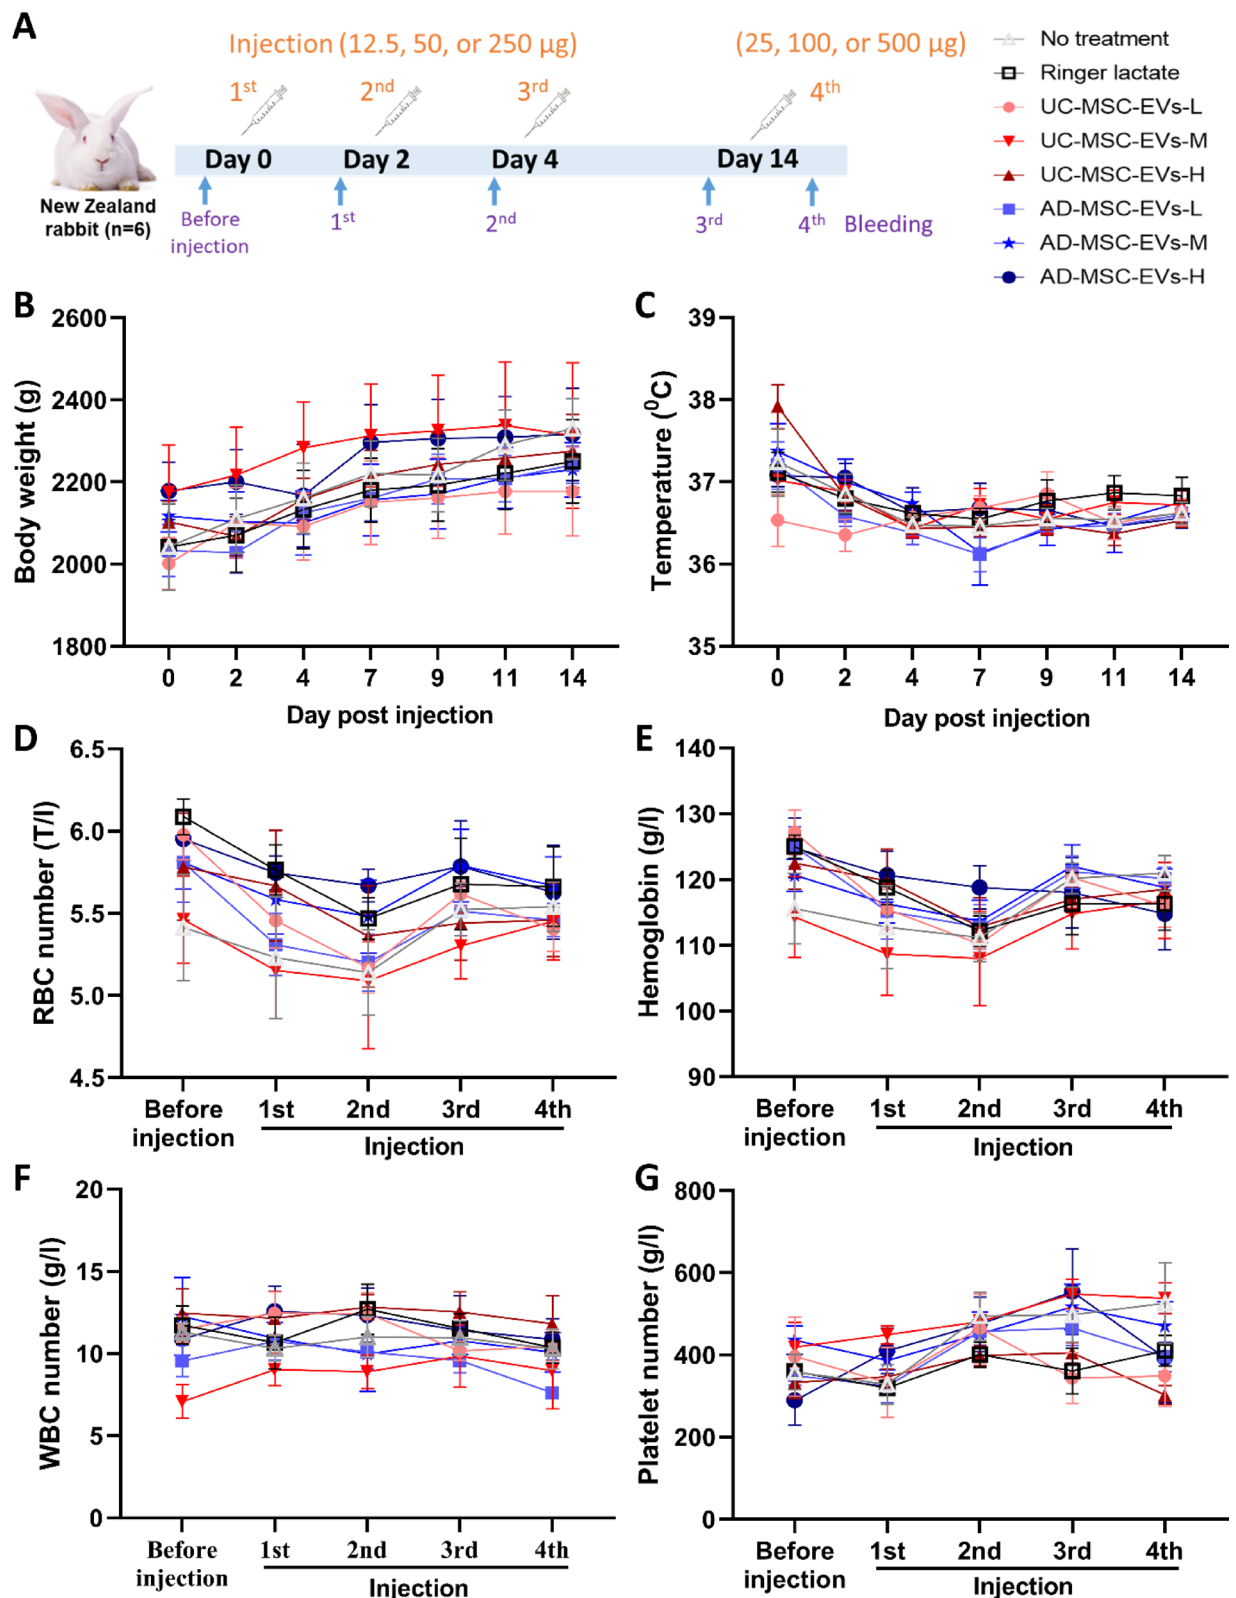 A
Injection (12.5, 50, or 250 µg)
(25, 100, or 500 µg)
1st
2nd
3rd
4th
Day 0
Day 2
Day 4
Day 14
New Zealand
rabbit (n=6)
Before
injection
1st
2nd
3rd
4th
Bleeding
No treatment
Ringer lactate
UC-MSC-EVs-L
UC-MSC-EVs-M
UC-MSC-EVs-H
AD-MSC-EVs-L
AD-MSC-EVs-M
AD-MSC-EVs-H
B
Body weight (g)
2600
2400
2200
2000
1800
0 2 4 7 9 11 14
Day post injection
C
Temperature (⁰C)
39
38
37
36
35
0 2 4 7 9 11 14
Day post injection
D
RBC number (T/l)
6.5
6.0
5.5
5.0
4.5
Before 1st 2nd 3rd 4th
injection
Injection
E
Hemoglobin (g/l)
140
130
120
110
100
90
Before 1st 2nd 3rd 4th
injection
Injection
F
WBC number (g/l)
20
15
10
5
0
Before 1st 2nd 3rd 4th
injection
Injection
G
Platelet number (g/l)
800
600
400
200
0
Before 1st 2nd 3rd 4th
injection
Injection